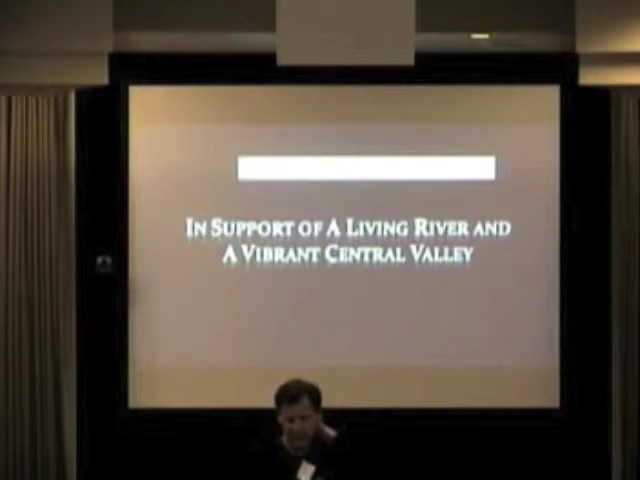 IN SUPPORT OF A LIVING RIVER AND
A VIBRANT CENTRAL VALLEY